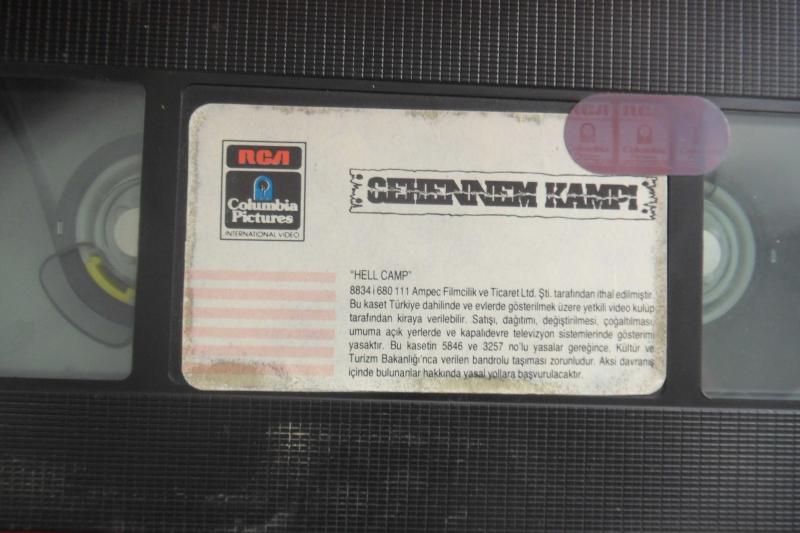 RCA
Columbia
Pictures
INTERNATIONAL VIDEO
CEHENNEM KAMPI
RCA RC
"HELL CAMP"
8834 i 680 111 Ampec Filmcilik ve Ticaret Ltd. Şti. tarafından ithal edilmiştir.
Bu kaset Türkiye dahilinde ve evlerde gösterilmek üzere yetkili video kulüp
tarafından kiraya verilebilir. Satışı, dağıtımı, değiştirilmesi, çoğaltılması
umuma açık yerlerde ve kapalıdevre televizyon sistemlerinde gösterimi
yasaktır. Bu kasetin 5846 ve 3257 no'lu yasalar gereğince, Kültür ve
Turizm Bakanlığı'nca verilen bandrolu taşıması zorunludur. Aksi davranış
içinde bulunanlar hakkında yasal yollara başvurulacaktır.